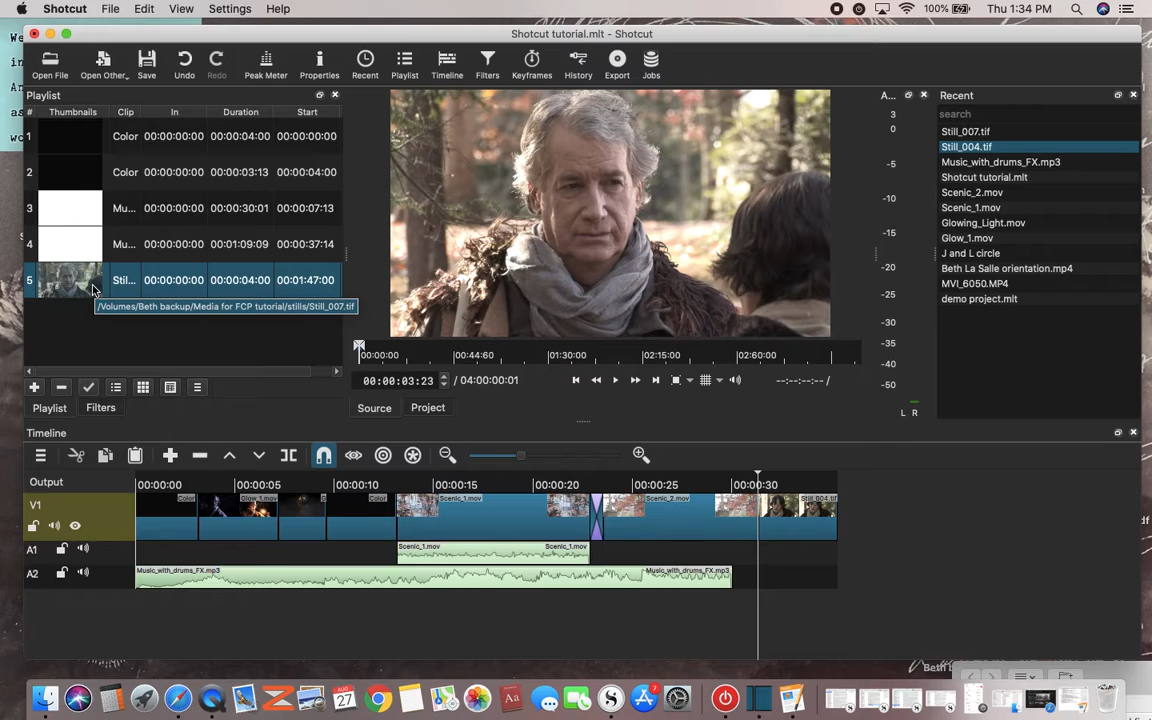 Shotcut File Edit View Settings Help 100% Thu 1:34 PM
Shotcut tutorial.mlt - Shotcut
Open File Open Other.. Save Undo Redo Peak Meter Properties Recent Playlist Timeline Filters Keyframes History Export Jobs
Playlist
# Thumbnails Clip In Duration Start
1 Color 00:00:00:00 00:00:04:00 00:00:00:00
2 Color 00:00:00:00 00:00:03:13 00:00:04:00
3 Mu... 00:00:00:00 00:00:30:01 00:00:07:13
4 Mu... 00:00:00:00 00:01:09:09 00:00:37:14
5 Stil... 00:00:00:00 00:00:04:00 00:01:47:00
/Volumes/Beth backup/Media for FCP tutorial/stills/Still_007.tif
Playlist Filters
00:00:00 00:44:60 01:30:00 02:15:00 02:60:00
00:00:03:23 / 04:00:00:01 --:--:--:-- /
Source Project
A...
3
0
-5
-10
-15
-20
-25
-30
-35
-40
-45
-50
L R
Recent
search
Still_007.tif
Still_004.tif
Music_with_drums_FX.mp3
Shotcut tutorial.mlt
Scenic_2.mov
Scenic_1.mov
Glowing_Light.mov
Glow_1.mov
J and L circle
Beth La Salle orientation.mp4
MVI_6050.MP4
demo project.mlt
Timeline
Output 00:00:00 00:00:05 00:00:10 00:00:15 00:00:20 00:00:25 00:00:30
V1 Color Glow_1.mov G Color Scenic_1.mov Scenic_2.mov Still_004.tif
A1 Scenic_1.mov Scenic_1.mov
A2 Music_with_drums_FX.mp3 Music_with_drums_FX.mp3
We
in
An
as
wo
df
Beth b
AUG
27
7